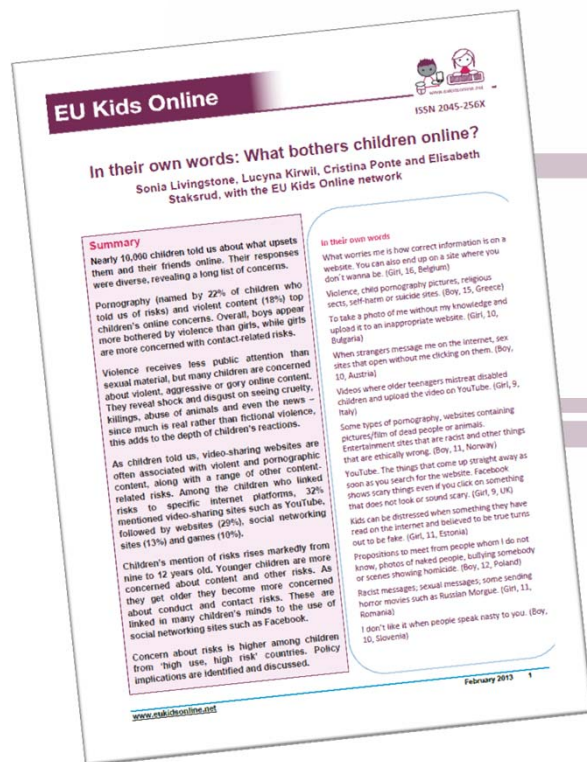 EU Kids Online
www.eukidsonline.net
ISSN 2045-256X
In their own words: What bothers children online?
Sonia Livingstone, Lucyna Kirwil, Cristina Ponte and Elisabeth
Staksrud, with the EU Kids Online network
Summary
Nearly 10,000 children told us about what upsets
them and their friends online. Their responses
were diverse, revealing a long list of concerns.
Pornography (named by 22% of children who
told us of risks) and violent content (18%) top
children's online concerns. Overall, boys appear
more bothered by violence than girls, while girls
are more concerned with contact-related risks.
Violence receives less public attention than
sexual material, but many children are concerned
about violent, aggressive or gory online content.
They reveal shock and disgust on seeing cruelty,
killings, abuse of animals and even the news –
since much is real rather than fictional violence,
this adds to the depth of children's reactions.
As children told us, video-sharing websites are
often associated with violent and pornographic
content, along with a range of other content-
related risks. Among the children who linked
risks to specific internet platforms, 32%
mentioned video-sharing sites such as YouTube,
followed by websites (29%), social networking
sites (13%) and games (10%).
Children's mention of risks rises markedly from
nine to 12 years old. Younger children are more
concerned about content and other risks. As
they get older they become more concerned
about conduct and contact risks. These are
linked in many children's minds to the use of
social networking sites such as Facebook.
Concern about risks is higher among children
from 'high use, high risk' countries. Policy
implications are identified and discussed.
In their own words
What worries me is how correct information is on a
website. You can also end up on a site where you
don't wanna be. (Girl, 16, Belgium)
Violence, child pornography pictures, religious
sects, self-harm or suicide sites. (Boy, 15, Greece)
To take a photo of me without my knowledge and
upload it to an inappropriate website. (Girl, 10,
Bulgaria)
When strangers message me on the internet, sex
sites that open without me clicking on them. (Boy,
10, Austria)
Videos where older teenagers mistreat disabled
children and upload the video on YouTube. (Girl, 9,
Italy)
Some types of pornography, websites containing
pictures/film of dead people or animals.
Entertainment sites that are racist and other things
that are ethically wrong. (Boy, 11, Norway)
YouTube. The things that come up straight away as
soon as you search for the website. Facebook
shows scary things even if you click on something
that does not look or sound scary. (Girl, 9, UK)
Kids can be distressed when something they have
read on the internet and believed to be true turns
out to be fake. (Girl, 11, Estonia)
Propositions to meet from people whom I do not
know, photos of naked people, bullying somebody
or scenes showing homicide. (Boy, 12, Poland)
Racist messages; sexual messages; some sending
horror movies such as Russian Morgue. (Girl, 11,
Romania)
I don't like it when people speak nasty to you. (Boy,
10, Slovenia)
www.eukidsonline.net
February 2013 1